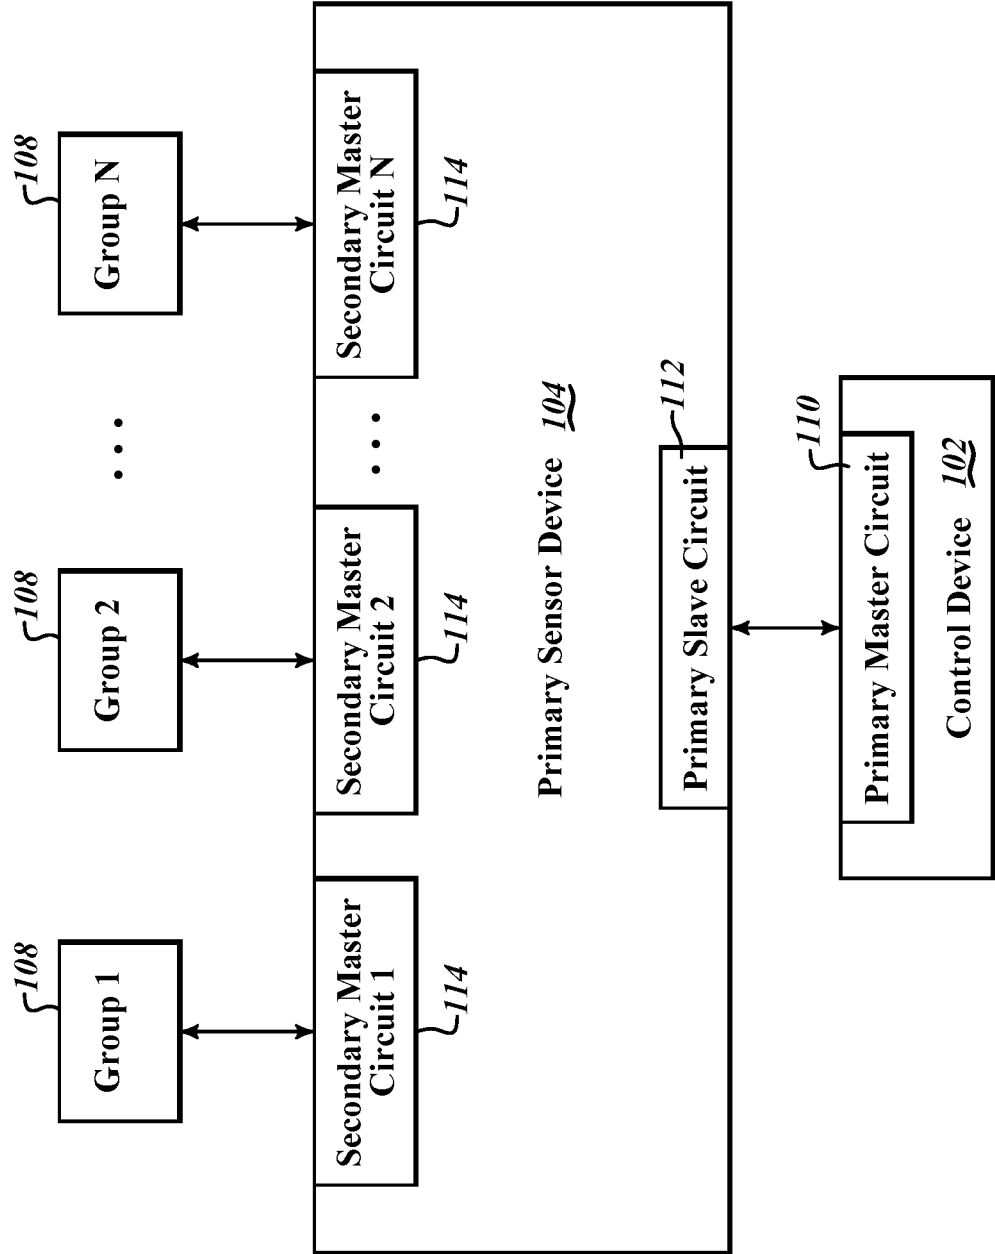 108
108
108
Group 1
Group 2
• • •
Group N
Secondary Master
Circuit 1
Secondary Master
Circuit 2
• • •
Secondary Master
Circuit N
114
114
114
Primary Sensor Device 104
112
Primary Slave Circuit
110
Primary Master Circuit
Control Device 102